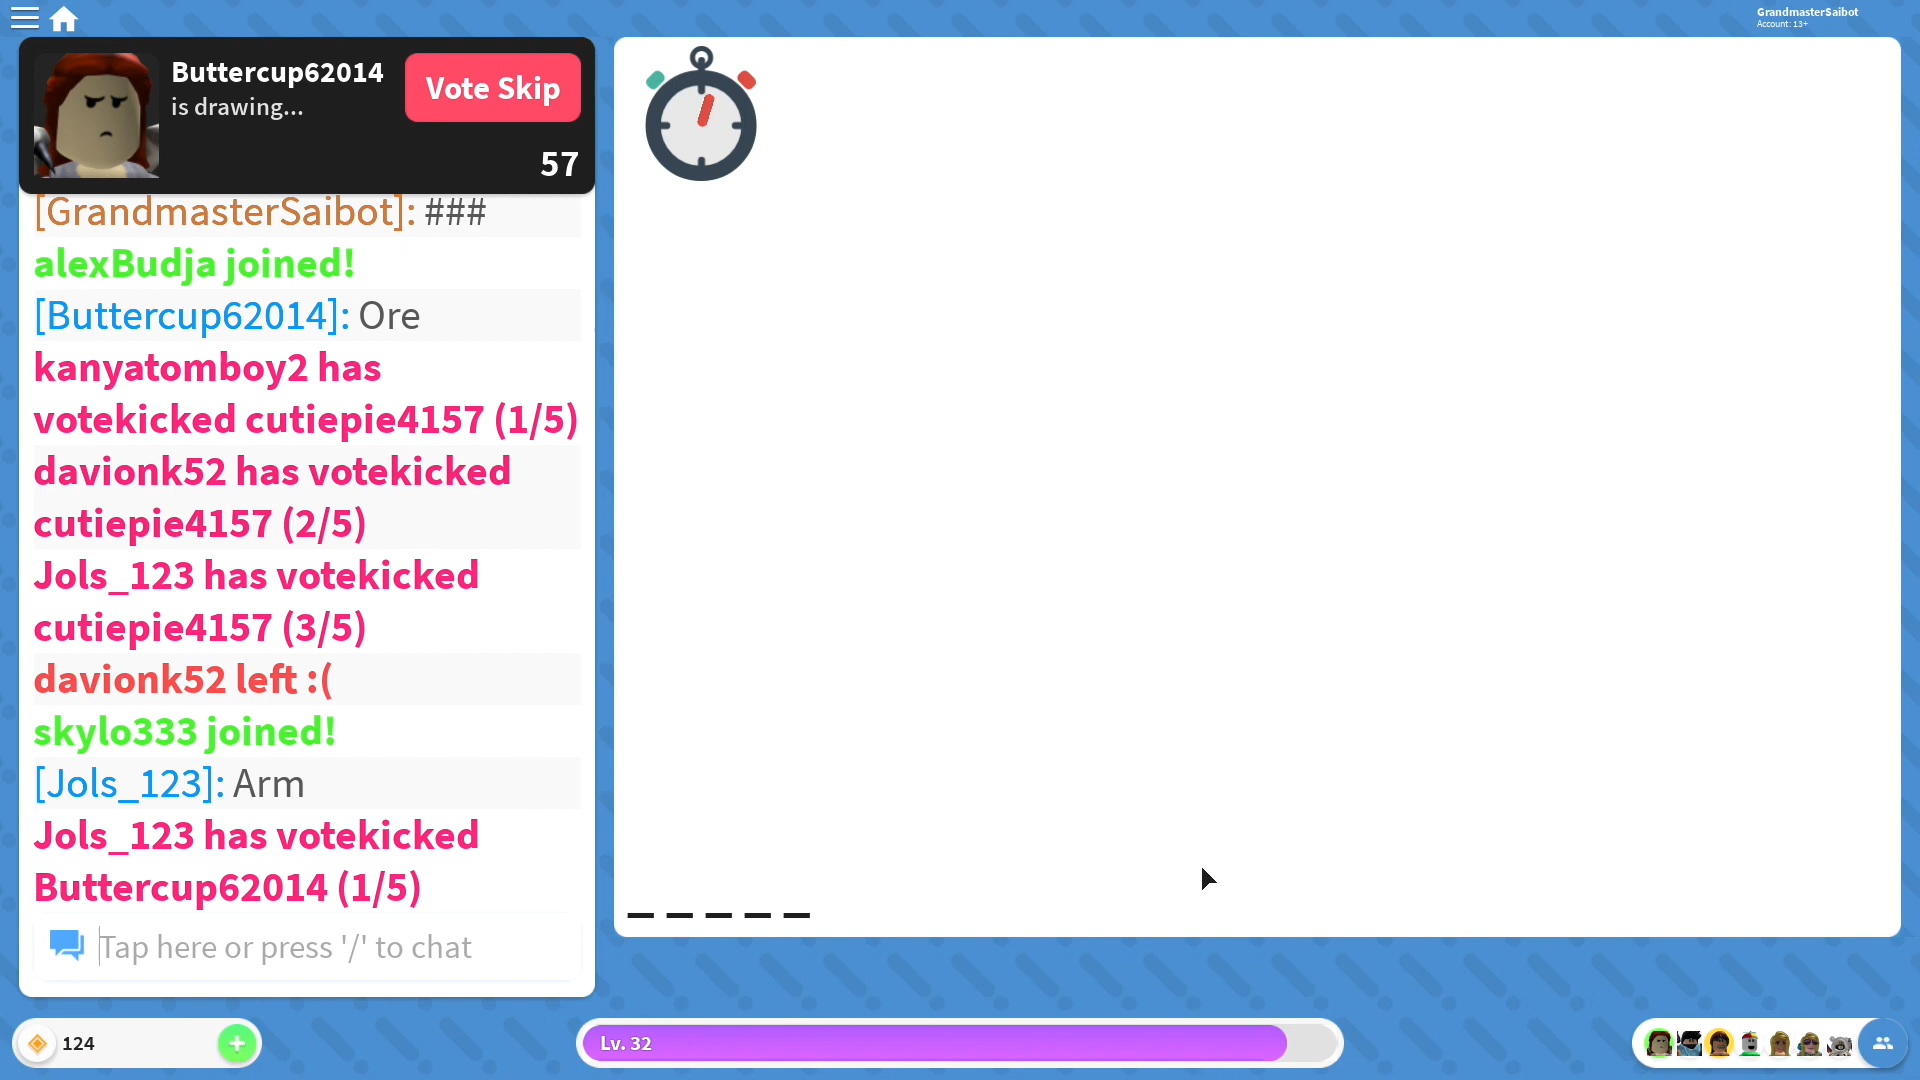 GrandmasterSaibot
Account: 13+
Buttercup62014
is drawing...
Vote Skip
57
[GrandmasterSaibot]: ###
alexBudja joined!
[Buttercup62014]: Ore
kanyatomboy2 has
votekicked cutiepie4157 (1/5)
davionk52 has votekicked
cutiepie4157 (2/5)
Jols_123 has votekicked
cutiepie4157 (3/5)
davionk52 left :(
skylo333 joined!
[Jols_123]: Arm
Jols_123 has votekicked
Buttercup62014 (1/5)
Tap here or press '/' to chat
_ _ _ _ _
124
Lv. 32